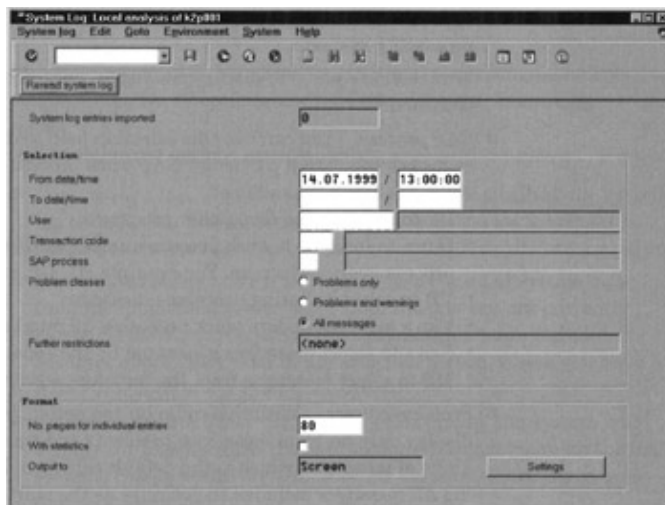 System Log: Local analysis of k2p001
System log Edit Goto Environment System Help
Reread system log
System log entries imported 0
Selection
From date/time 14.07.1999 / 13:00:00
To date/time /
User
Transaction code
SAP process
Problem classes Problems only
Problems and warnings
All messages
Further restrictions <none>
Format
No. pages for individual entries 80
With statistics
Output to Screen Settings